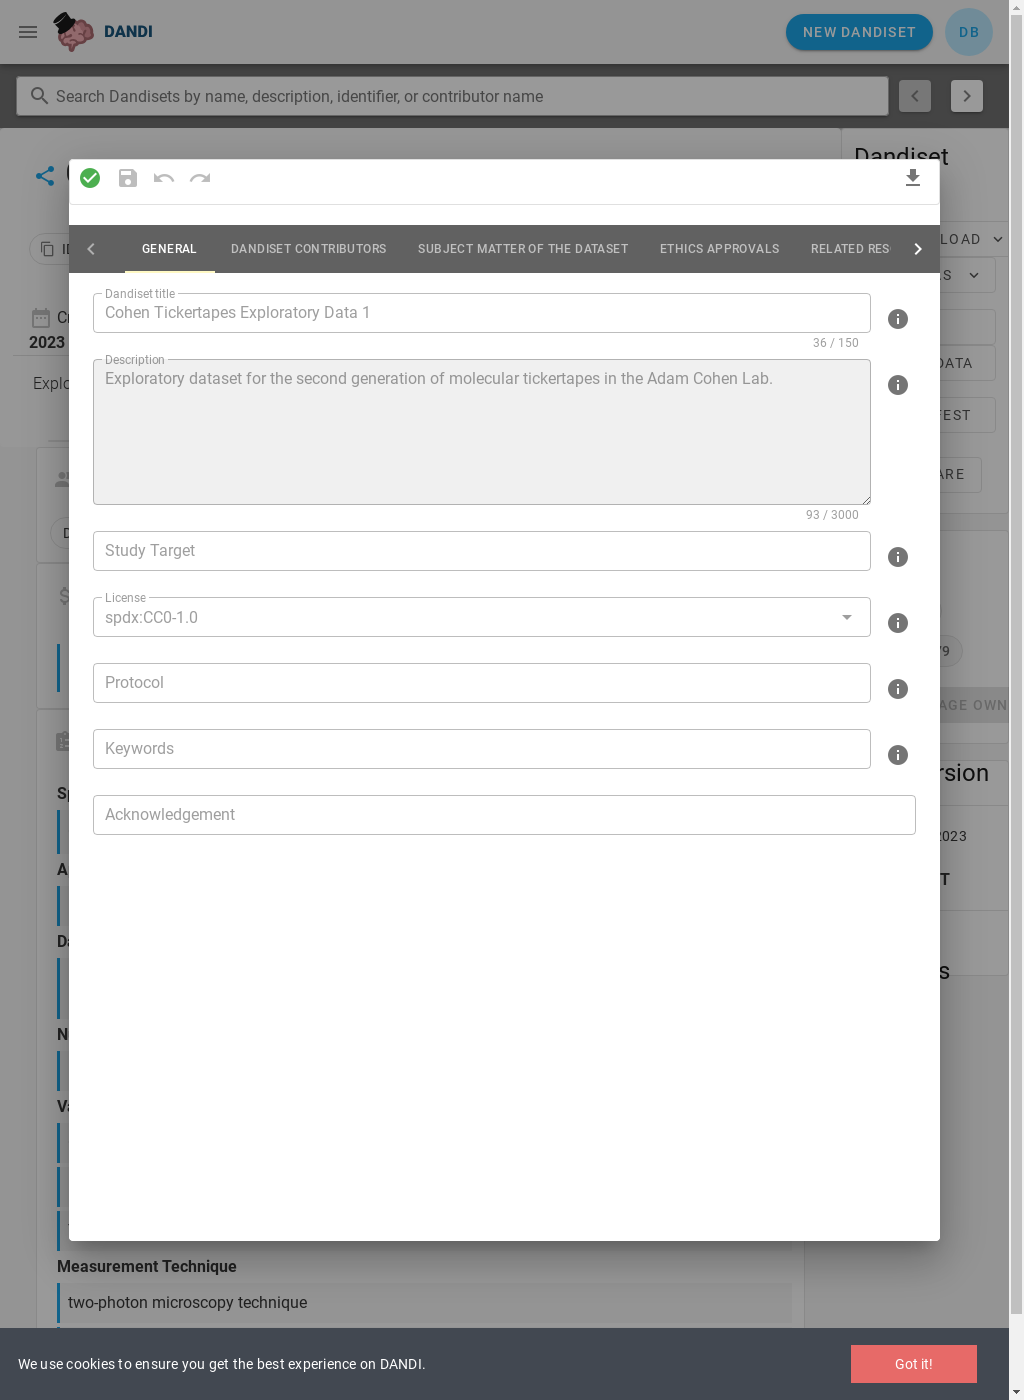 DANDI
NEW DANDISET
DB
Search Dandisets by name, description, identifier, or contributor name
Dandiset
GENERAL
DANDISET CONTRIBUTORS
SUBJECT MATTER OF THE DATASET
ETHICS APPROVALS
RELATED RES
LOAD
S
Dandiset title
Cohen Tickertapes Exploratory Data 1
36 / 150
2023
Description
Exploratory dataset for the second generation of molecular tickertapes in the Adam Cohen Lab.
Explo
DATA
ARE
93 / 3000
Study Target
License
spdx:CC0-1.0
Protocol
AGE OWN
Keywords
rsion
Acknowledgement
2023
T
s
Measurement Technique
two-photon microscopy technique
We use cookies to ensure you get the best experience on DANDI.
Got it!